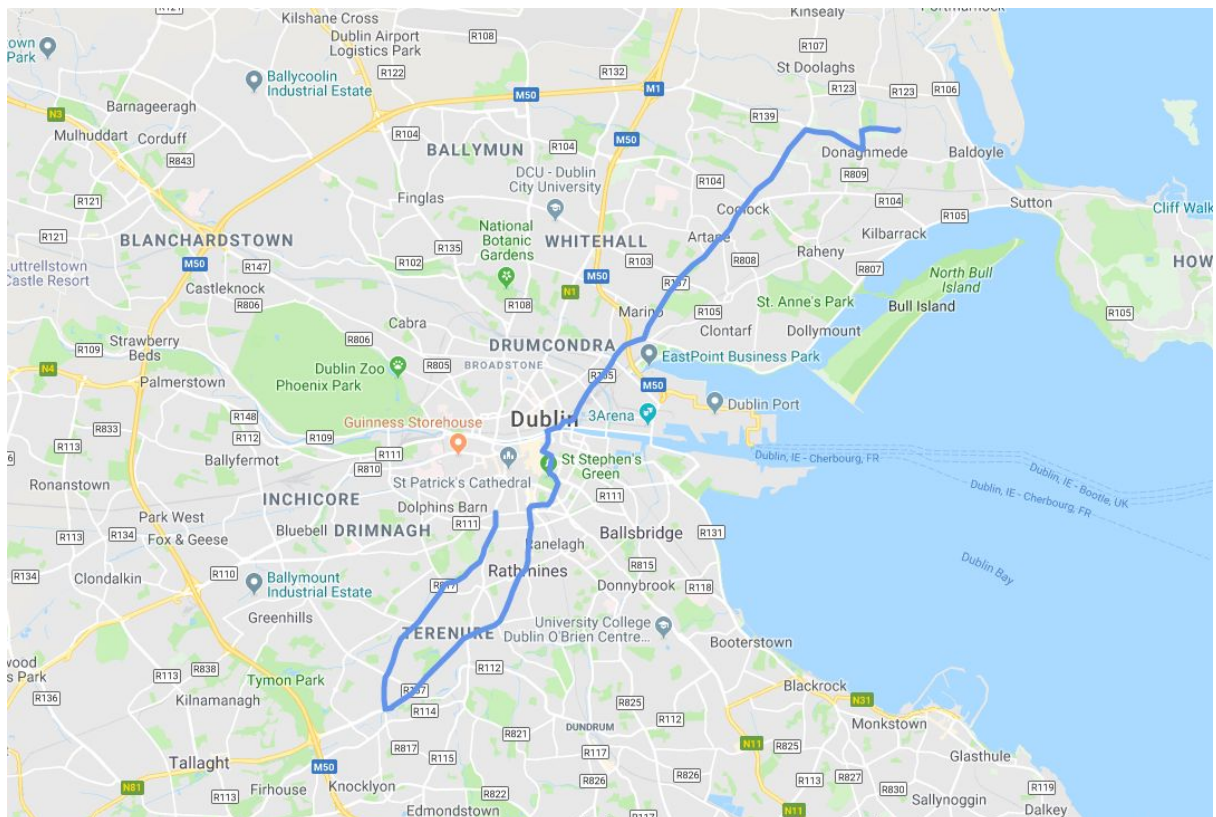 R121
Kilshane Cross
Kinsealy
Portmarnock
town
Park
Dublin Airport
Logistics Park
R108
R107
R122
R132
St Doolaghs
Ballycoolin
Industrial Estate
M50
M1
R123
R123
R106
Barnageeragh
N3
Mulhuddart
Corduff
R104
M50
R139
R843
BALLYMUN
R104
Donaghmede
Baldoyle
DCU - Dublin
City University
R104
R809
R121
Finglas
R104
Coolock
Sutton
Cliff Walk
National
Botanic
Gardens
R105
R121
BLANCHARDSTOWN
R135
WHITEHALL
Artane
Kilbarrack
Luttrellstown
Castle Resort
M50
R147
R102
R103
R808
Raheny
R807
HOW
Castleknock
M50
R107
North Bull
Island
R806
R108
N1
St. Anne's Park
Bull Island
Marino
R105
Cabra
Clontarf
Dollymount
R105
Strawberry
Beds
R806
DRUMCONDRA
R109
BROADSTONE
EastPoint Business Park
N4
Dublin Zoo
R805
Palmerstown
Phoenix Park
R105
M50
Dublin
3Arena
Dublin Port
Guinness Storehouse
R148
R833
R112
R109
R113
Ballyfermot
R111
St Stephen's
Green
Dublin, IE - Cherbourg, FR
R810
Ronanstown
St Patrick's Cathedral
Dublin, IE - Bootle, UK
INCHICORE
R111
Dublin, IE - Cherbourg, FR
Dolphins Barn
Park West
Bluebell
DRIMNAGH
R111
Ballsbridge
R131
R113
R134
Fox & Geese
Ranelagh
R134
Clondalkin
R110
Ballymount
Industrial Estate
R817
Rathmines
R815
Donnybrook
R118
Dublin Bay
Greenhills
TERENURE
University College
Dublin O'Brien Centre...
Booterstown
wood
s Park
R113
R838
Tymon Park
R112
R136
Kilnamanagh
R137
Blackrock
R114
R825
N31
R112
Monkstown
DUNDRUM
R817
R821
N11
R825
Tallaght
R115
R117
Glasthule
M50
N81
R113
Firhouse
Knocklyon
R822
R826
R826
R113
R827
R119
Edmondstown
R117
N11
Sallynoggin
Dalkey